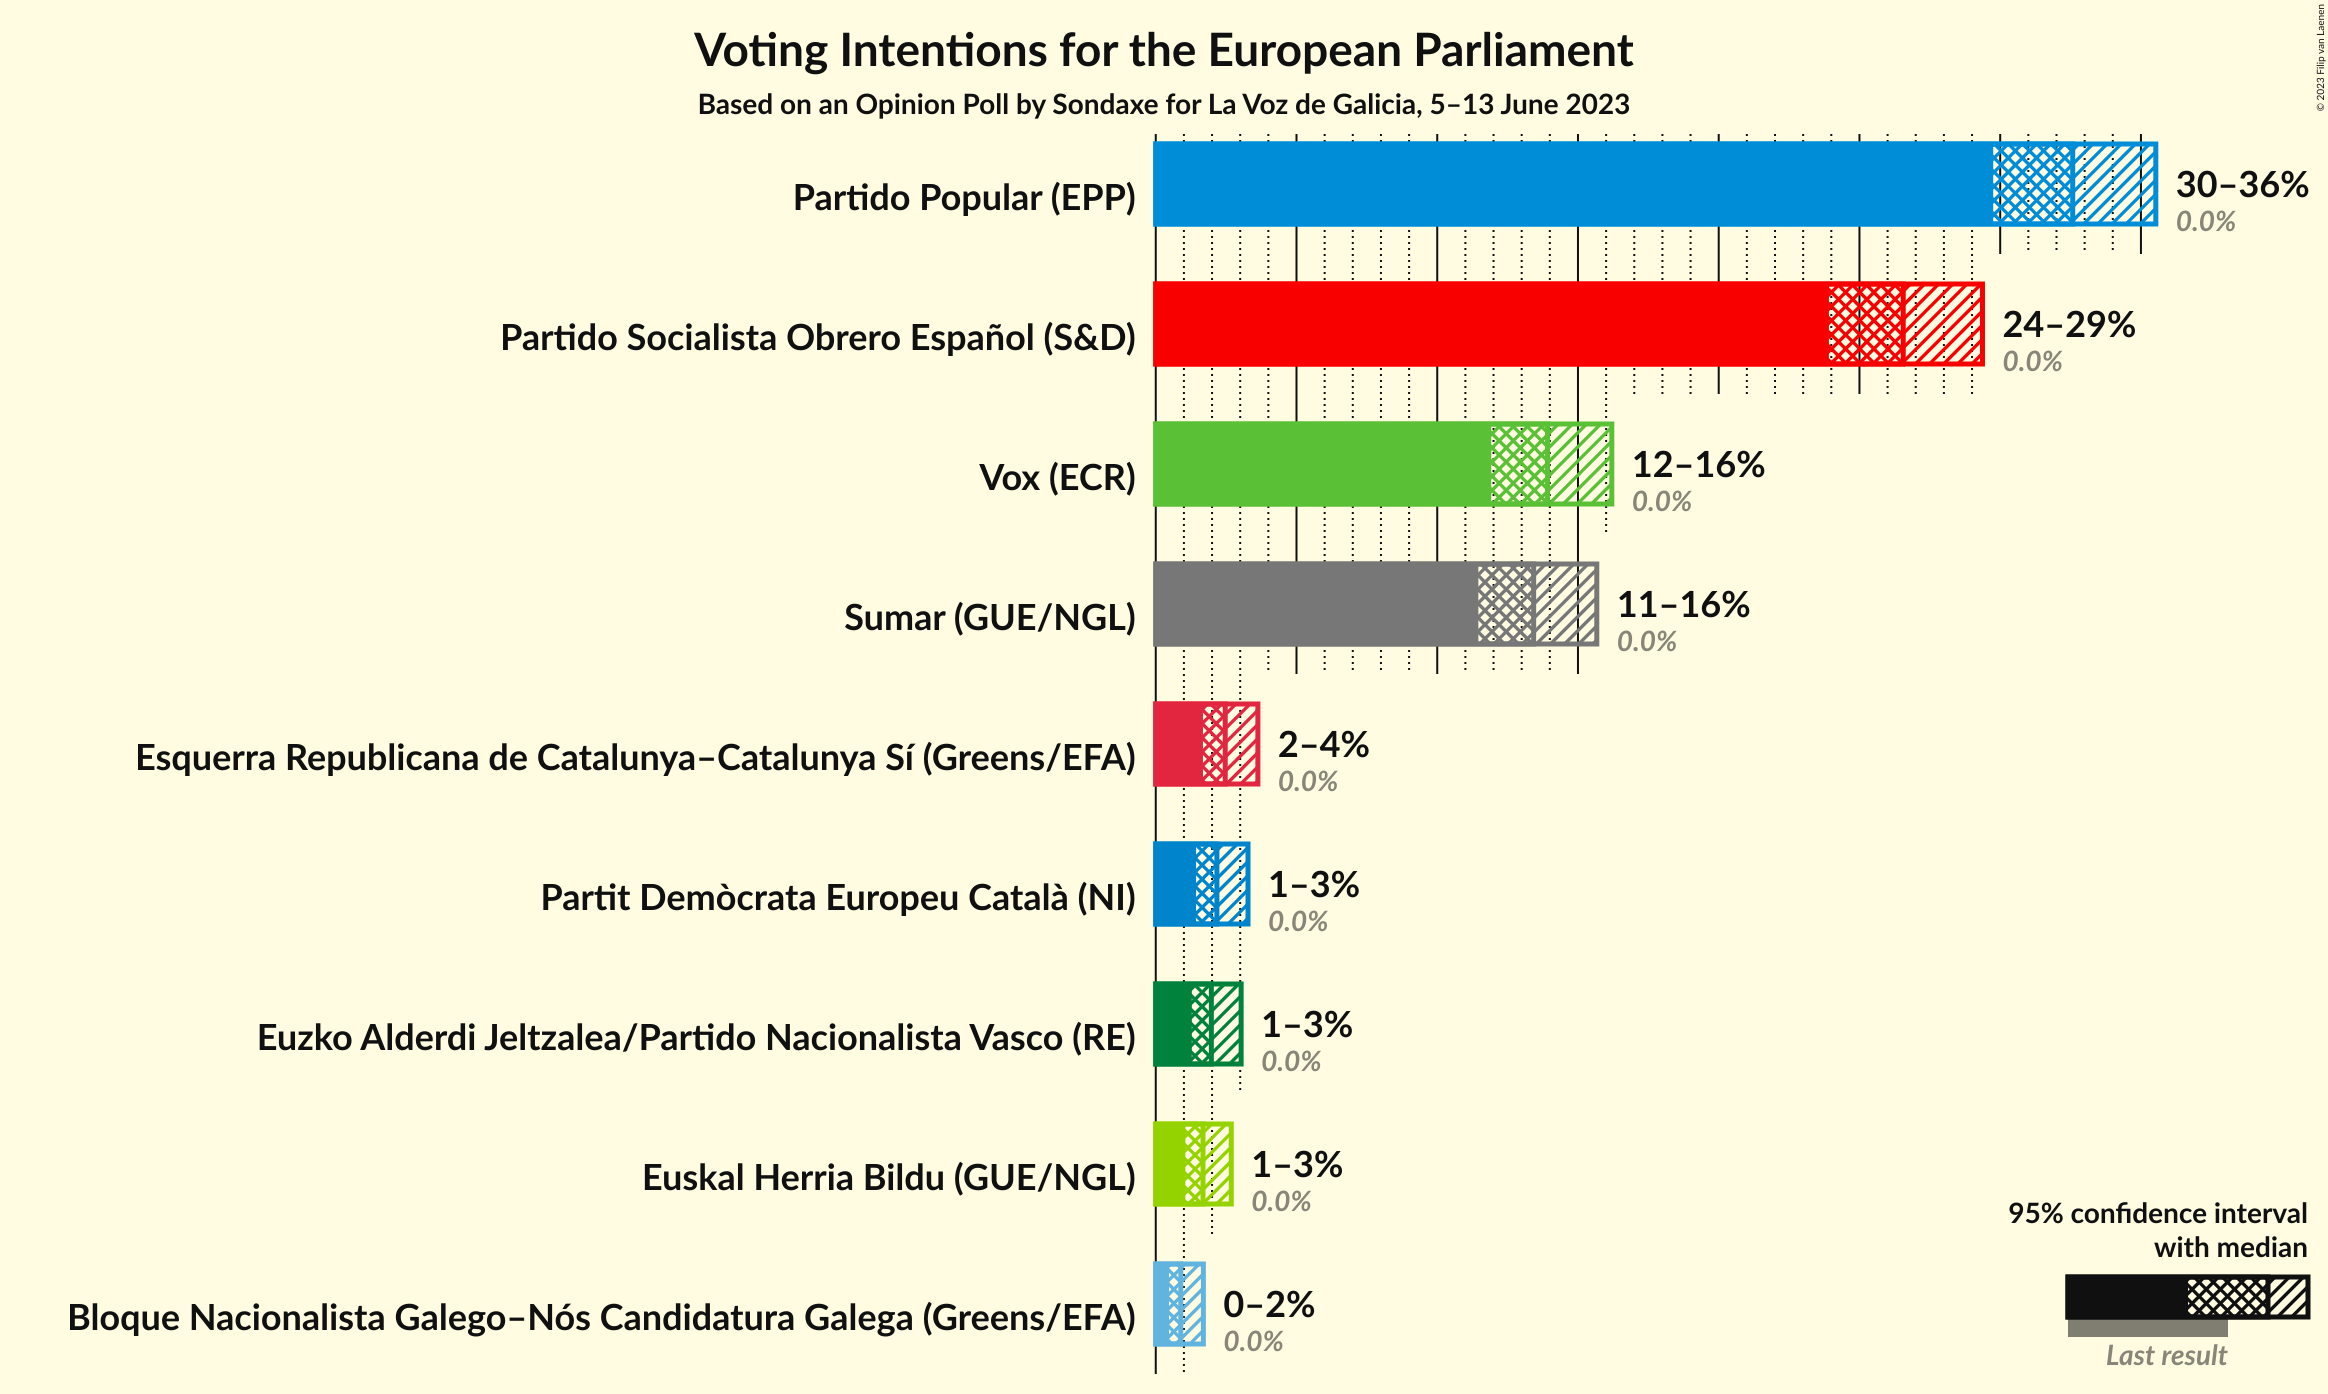 Voting Intentions for the European Parliament
Based on an Opinion Poll by Sondaxe for La Voz de Galicia, 5–13 June 2023
© 2023 Filip van Laenen
Partido Popular (EPP)
30–36%
0.0%
Partido Socialista Obrero Español (S&D)
24–29%
0.0%
Vox (ECR)
12–16%
0.0%
Sumar (GUE/NGL)
11–16%
0.0%
Esquerra Republicana de Catalunya–Catalunya Sí (Greens/EFA)
2–4%
0.0%
Partit Demòcrata Europeu Català (NI)
1–3%
0.0%
Euzko Alderdi Jeltzalea/Partido Nacionalista Vasco (RE)
1–3%
0.0%
Euskal Herria Bildu (GUE/NGL)
1–3%
0.0%
Bloque Nacionalista Galego–Nós Candidatura Galega (Greens/EFA)
0–2%
0.0%
95% confidence interval
with median
Last result